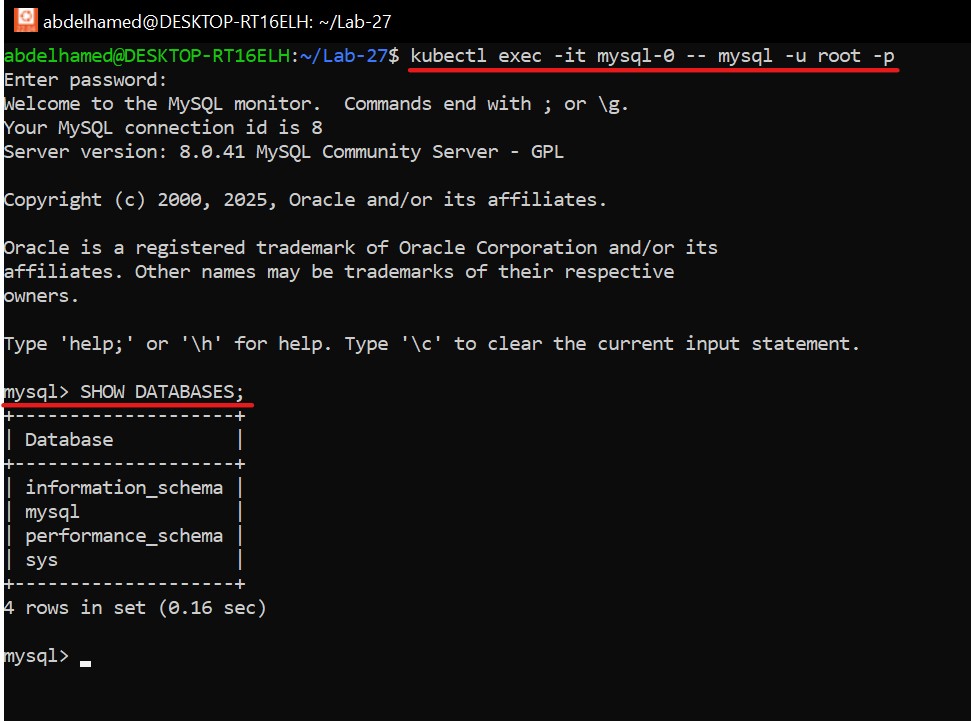 abdelhamed@DESKTOP-RT16ELH: ~/Lab-27
abdelhamed@DESKTOP-RT16ELH:~/Lab-27$ kubectl exec -it mysql-0 -- mysql -u root -p
Enter password:
Welcome to the MySQL monitor.  Commands end with ; or \g.
Your MySQL connection id is 8
Server version: 8.0.41 MySQL Community Server - GPL
Copyright (c) 2000, 2025, Oracle and/or its affiliates.
Oracle is a registered trademark of Oracle Corporation and/or its
affiliates. Other names may be trademarks of their respective
owners.
Type 'help;' or '\h' for help. Type '\c' to clear the current input statement.
mysql> SHOW DATABASES;
+--------------------+
| Database           |
+--------------------+
| information_schema |
| mysql              |
| performance_schema |
| sys                |
+--------------------+
4 rows in set (0.16 sec)
mysql>